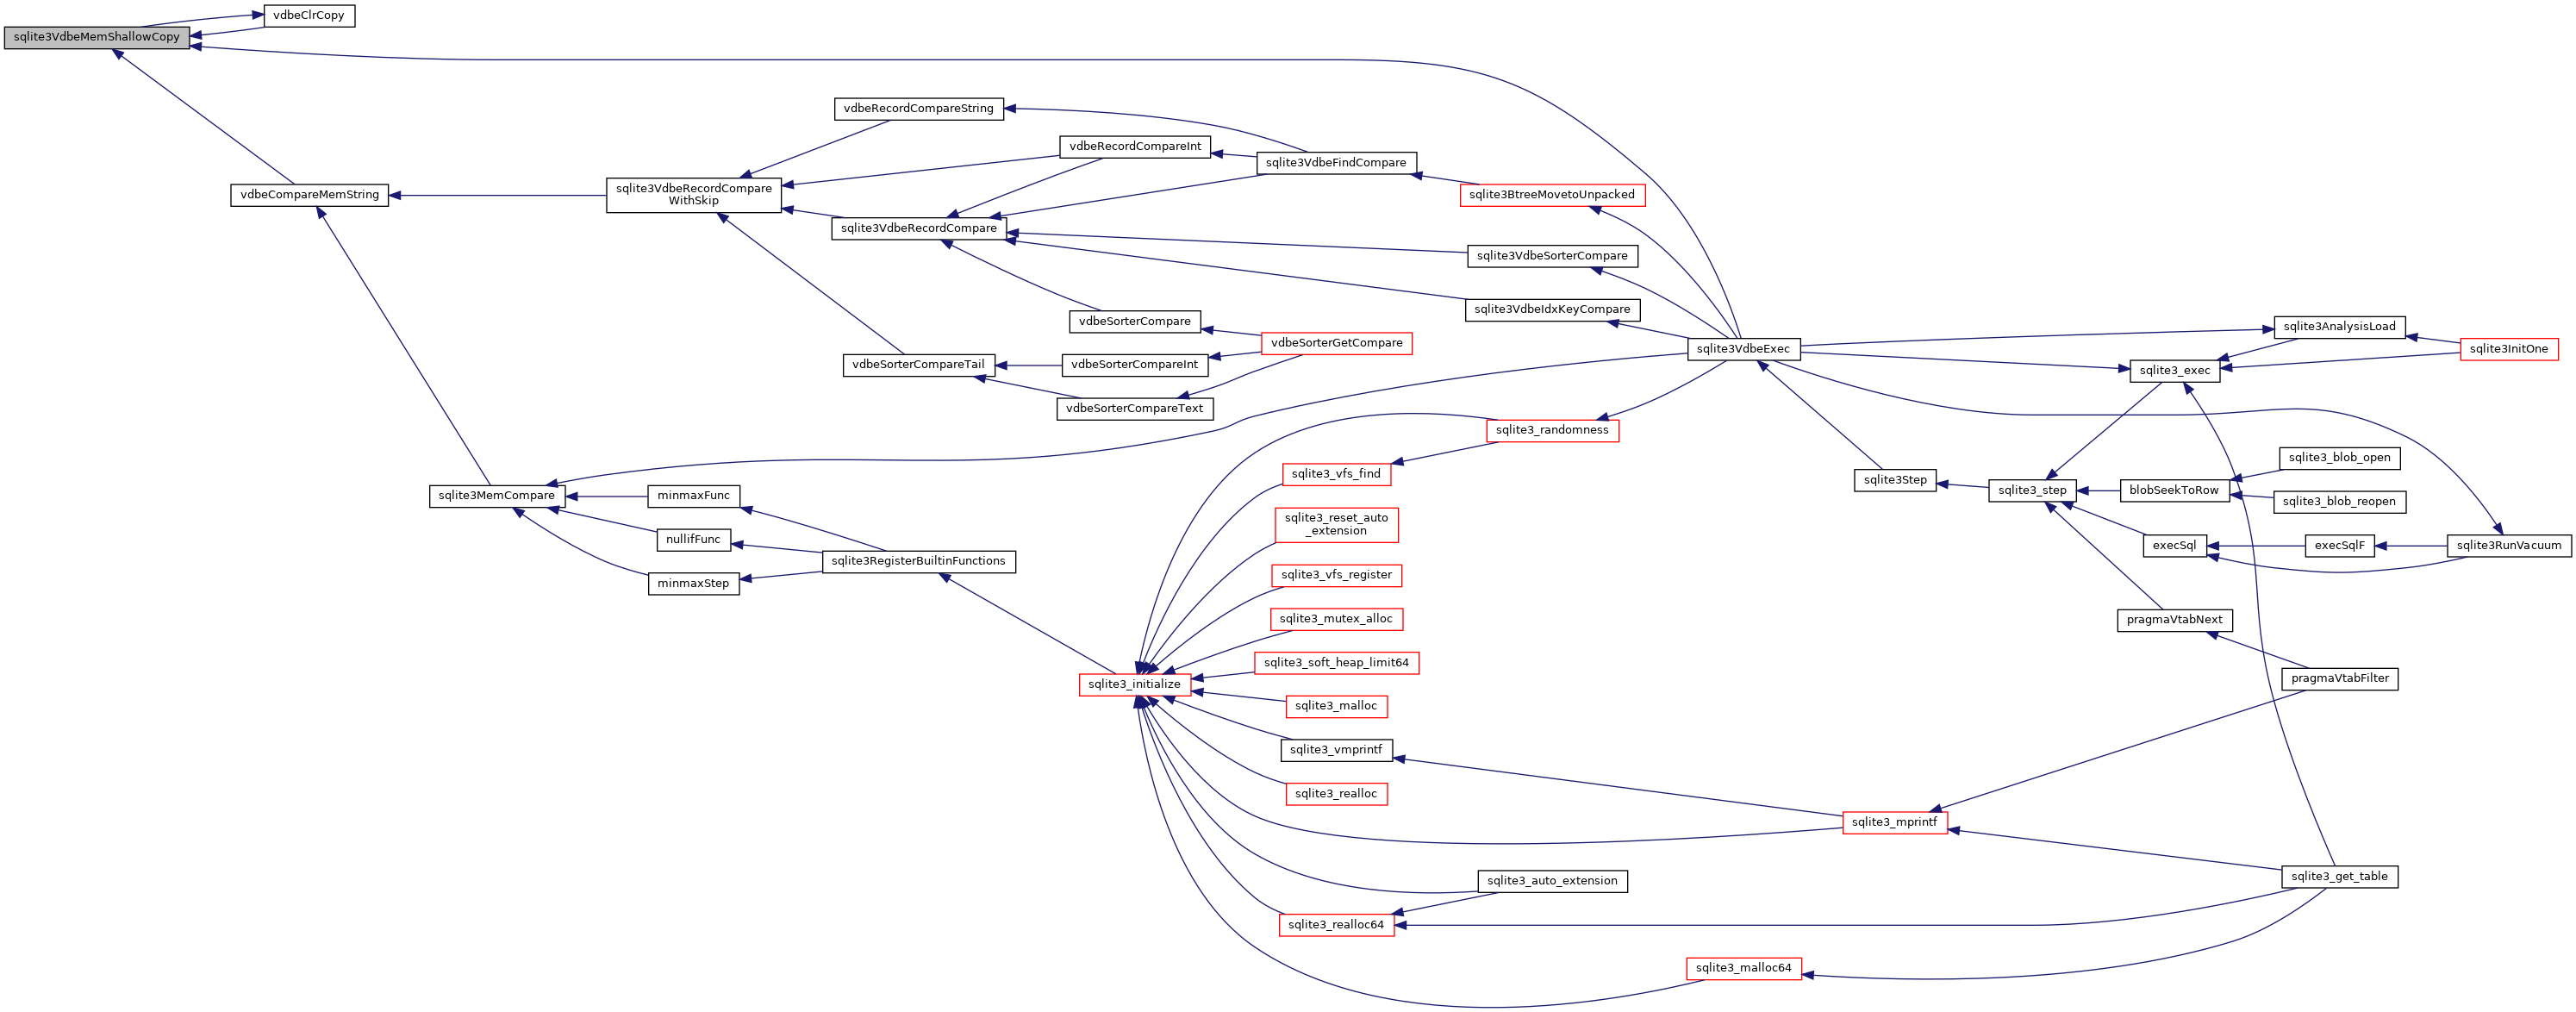 vdbeClrCopy
sqlite3VdbeMemShallowCopy
vdbeRecordCompareString
vdbeRecordCompareInt
sqlite3VdbeFindCompare
sqlite3VdbeRecordCompare
WithSkip
vdbeCompareMemString
sqlite3BtreeMovetoUnpacked
sqlite3VdbeRecordCompare
sqlite3VdbeSorterCompare
sqlite3VdbeIdxKeyCompare
vdbeSorterCompare
sqlite3AnalysisLoad
vdbeSorterGetCompare
sqlite3VdbeExec
sqlite3InitOne
vdbeSorterCompareTail
vdbeSorterCompareInt
sqlite3_exec
vdbeSorterCompareText
sqlite3_randomness
sqlite3_blob_open
sqlite3_vfs_find
sqlite3Step
sqlite3_step
blobSeekToRow
sqlite3MemCompare
minmaxFunc
sqlite3_blob_reopen
sqlite3_reset_auto
_extension
nullifFunc
execSql
execSqlF
sqlite3RunVacuum
sqlite3RegisterBuiltinFunctions
sqlite3_vfs_register
minmaxStep
sqlite3_mutex_alloc
pragmaVtabNext
sqlite3_soft_heap_limit64
pragmaVtabFilter
sqlite3_initialize
sqlite3_malloc
sqlite3_vmprintf
sqlite3_realloc
sqlite3_mprintf
sqlite3_get_table
sqlite3_auto_extension
sqlite3_realloc64
sqlite3_malloc64